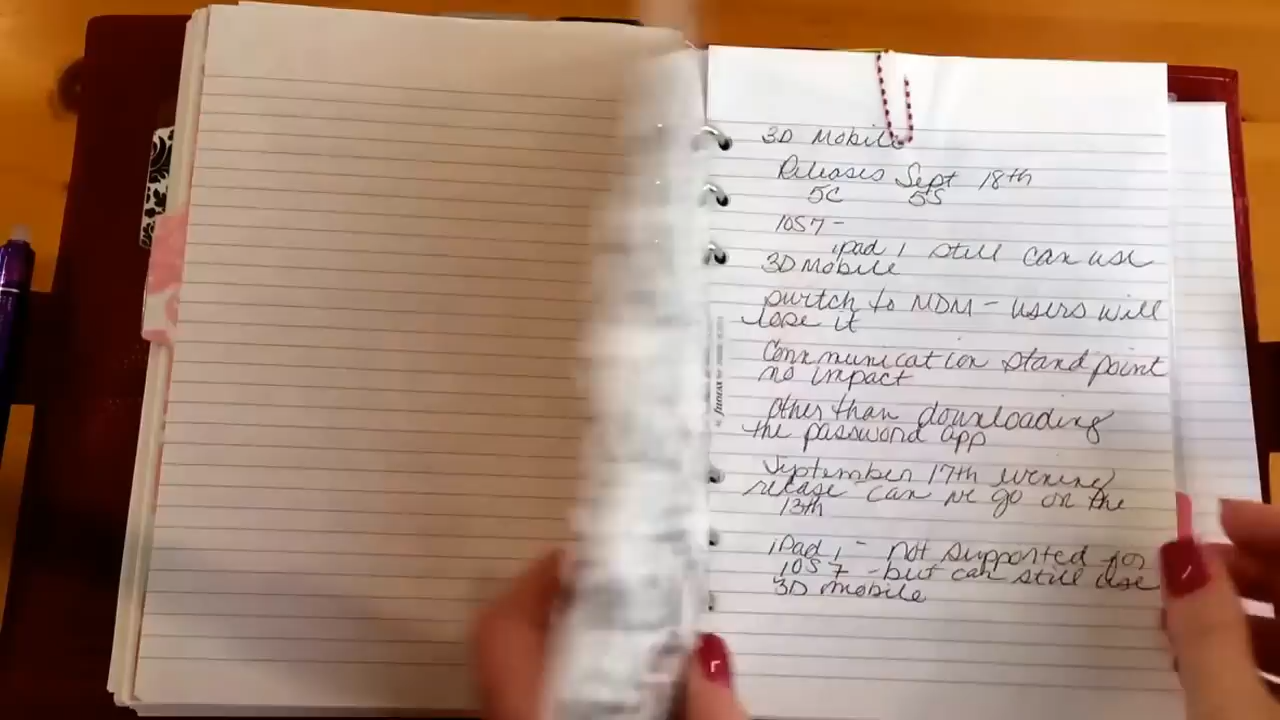 3D Mobile
Releases Sept 18th
5C 5S
IOS7 -
ipad 1 still can use
3D Mobile
switch to MDM - users will
lose it
Communication stand point
no impact
other than downloading
the password app
September 17th evening
release can we go on the
13th
iPad 1 - not supported for
IOS 7 - but can still use
3D mobile